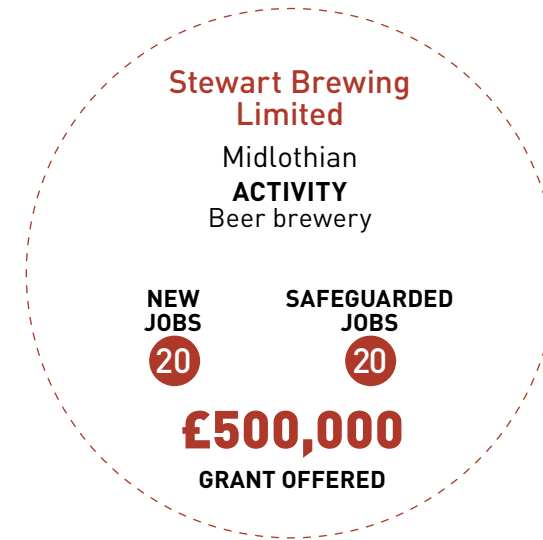 Stewart Brewing
Limited
Midlothian
ACTIVITY
Beer brewery
NEW
JOBS
20
SAFEGUARDED
JOBS
20
£500,000
GRANT OFFERED